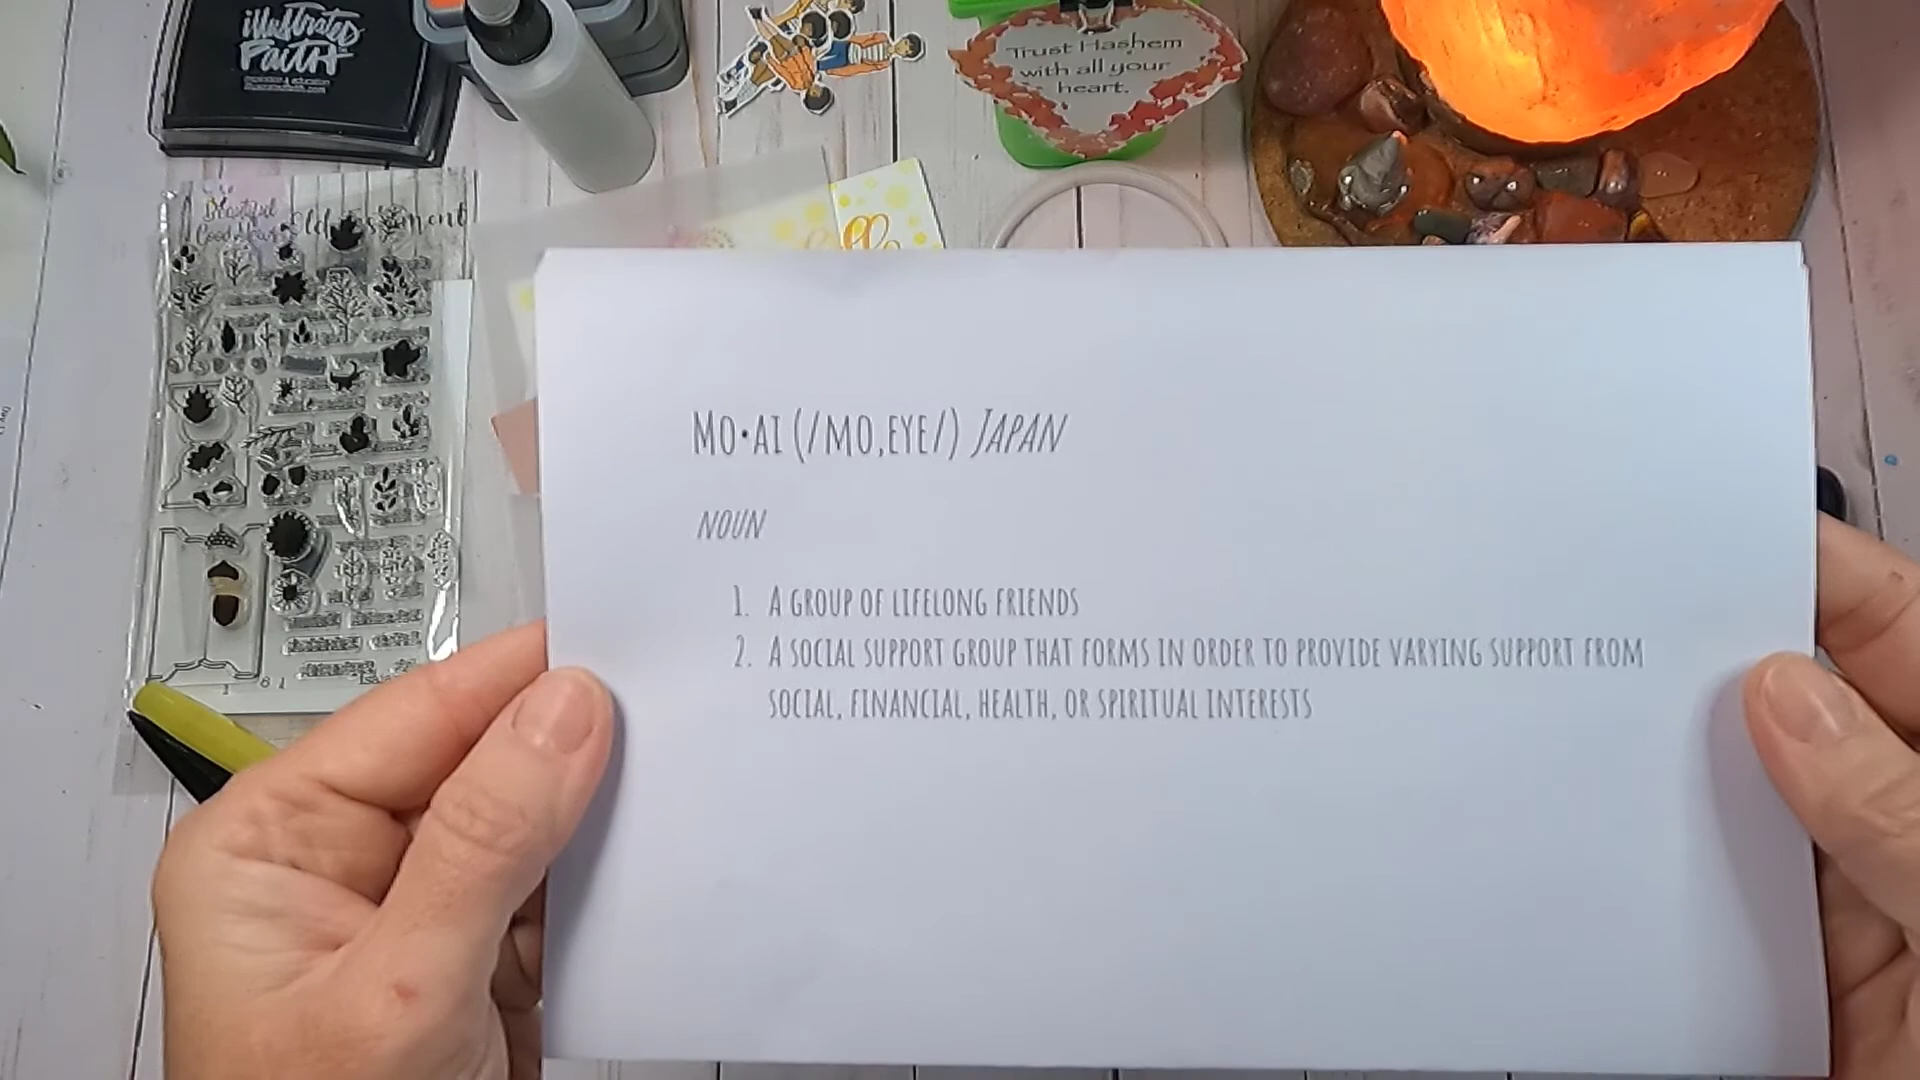 illustrated
Faith
Trust Hashem
with all your
heart.
Beautiful
Mo•ai (/mo,eye/) Japan
noun
1. A group of lifelong friends
2. A social support group that forms in order to provide varying support from
social, financial, health, or spiritual interests